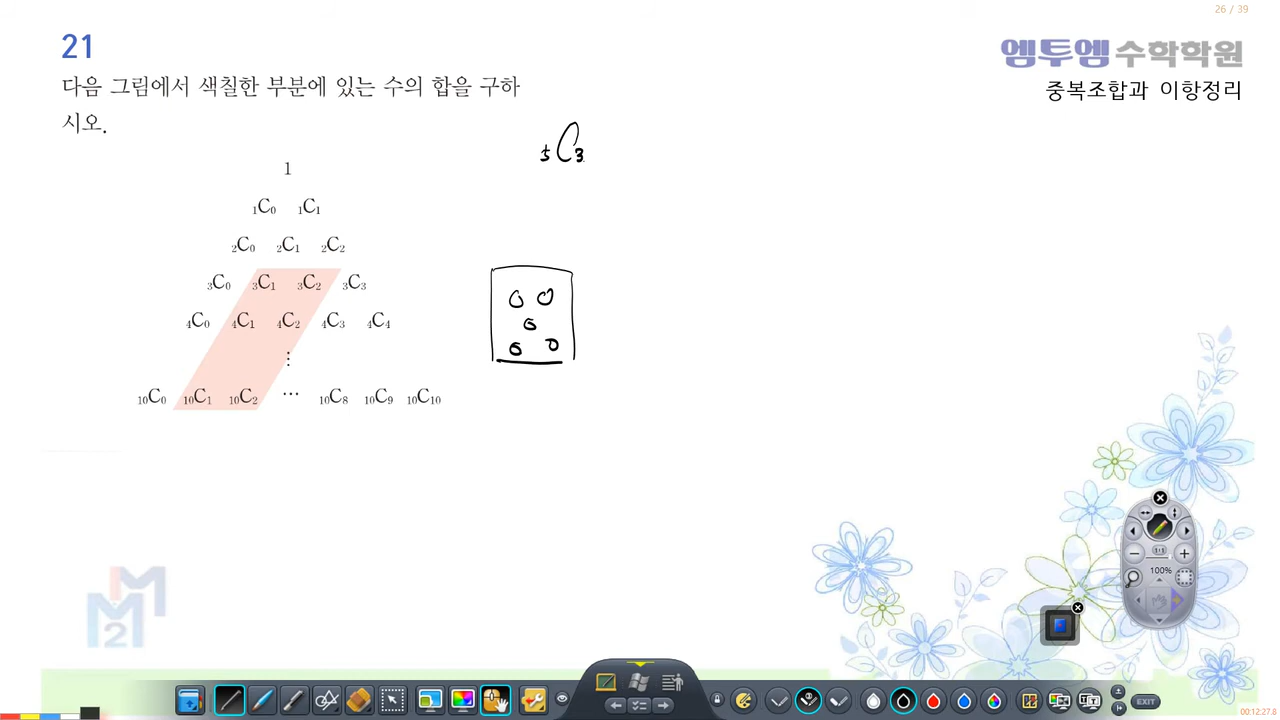 26 / 39
21
엠투엠수학학원
중복조합과 이항정리
다음 그림에서 색칠한 부분에 있는 수의 합을 구하
시오.
₅C₃
1
₁C₀ ₁C₁
₂C₀ ₂C₁ ₂C₂
₃C₀ ₃C₁ ₃C₂ ₃C₃
₄C₀ ₄C₁ ₄C₂ ₄C₃ ₄C₄
⋮
₁₀C₀ ₁₀C₁ ₁₀C₂ ⋯ ₁₀C₈ ₁₀C₉ ₁₀C₁₀
1:1
100%
M2M
EXIT
00:12:27.8